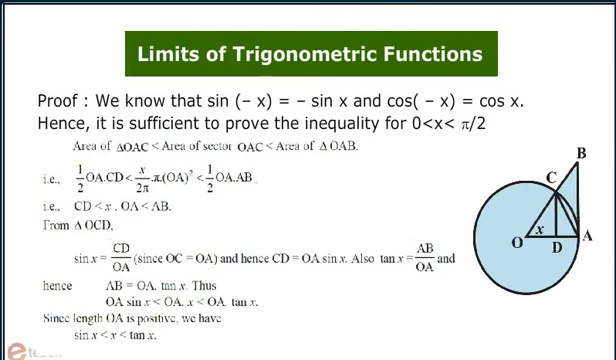 Limits of Trigonometric Functions
Proof : We know that sin (– x) = – sin x and cos( – x) = cos x.
Hence, it is sufficient to prove the inequality for 0<x< π/2
Area of ΔOAC < Area of sector OAC < Area of Δ OAB.
i.e., 1/2 OA.CD < x/2π .π.(OA)² < 1/2 OA.AB.
i.e., CD < x . OA < AB.
From Δ OCD,
sin x = CD/OA (since OC = OA) and hence CD = OA sin x. Also tan x = AB/OA and
hence AB = OA. tan x. Thus
OA sin x < OA. x < OA. tan x.
Since length OA is positive, we have
sin x < x < tan x.
B
C
x
O
D
A
e